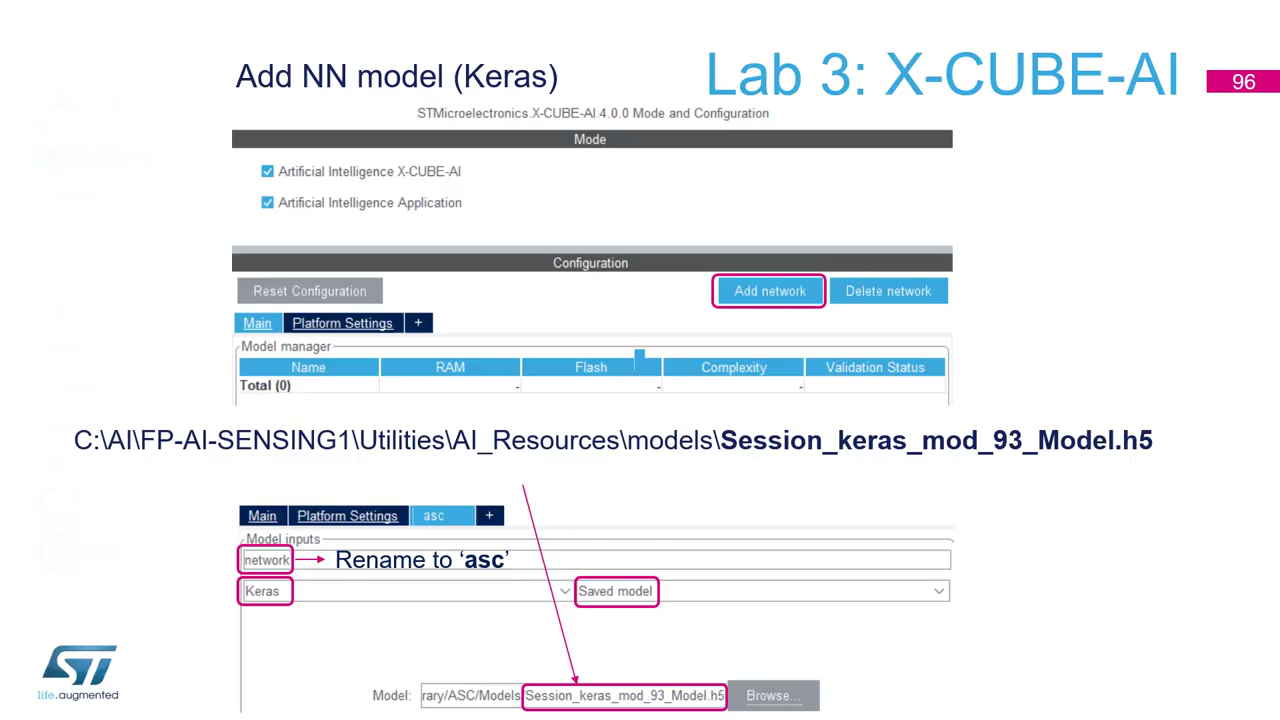 Add NN model (Keras)
Lab 3: X-CUBE-AI
96
STMicroelectronics.X-CUBE-AI.4.0.0 Mode and Configuration
Mode
Artificial Intelligence X-CUBE-AI
Artificial Intelligence Application
Configuration
Reset Configuration
Add network
Delete network
Main Platform Settings +
Model manager
Name RAM Flash Complexity Validation Status
Total (0) - - -
C:\AI\FP-AI-SENSING1\Utilities\AI_Resources\models\Session_keras_mod_93_Model.h5
Main Platform Settings asc +
Model inputs
network Rename to ‘asc’
Keras Saved model
Model: rary/ASC/Models Session_keras_mod_93_Model.h5 Browse...
ST
life.augmented